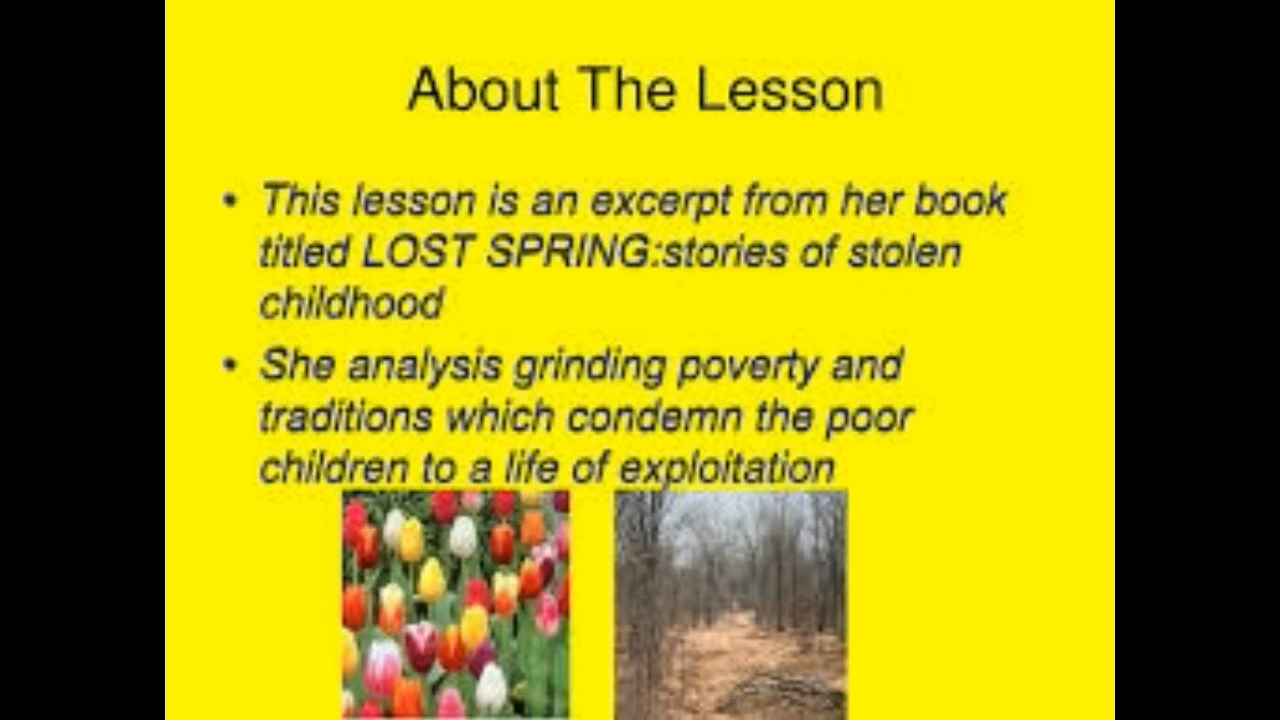 About The Lesson
• This lesson is an excerpt from her book
titled LOST SPRING:stories of stolen
childhood
• She analysis grinding poverty and
traditions which condemn the poor
children to a life of exploitation